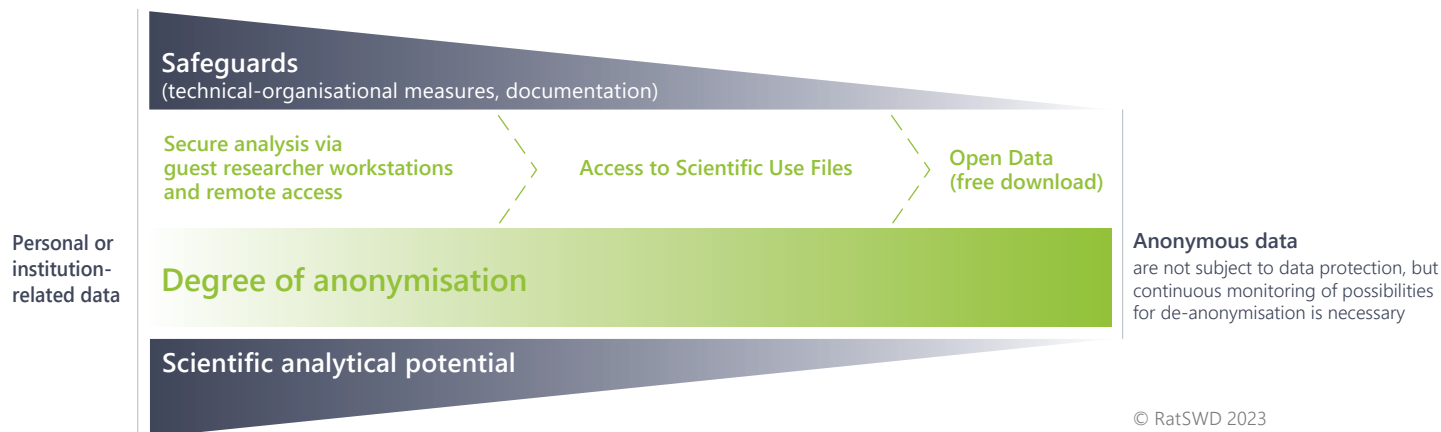 Safeguards
(technical-organisational measures, documentation)
Secure analysis via
guest researcher workstations
and remote access
Access to Scientific Use Files
Open Data
(free download)
Personal or
institution-
related data
Degree of anonymisation
Anonymous data
are not subject to data protection, but
continuous monitoring of possibilities
for de-anonymisation is necessary
Scientific analytical potential
© RatSWD 2023